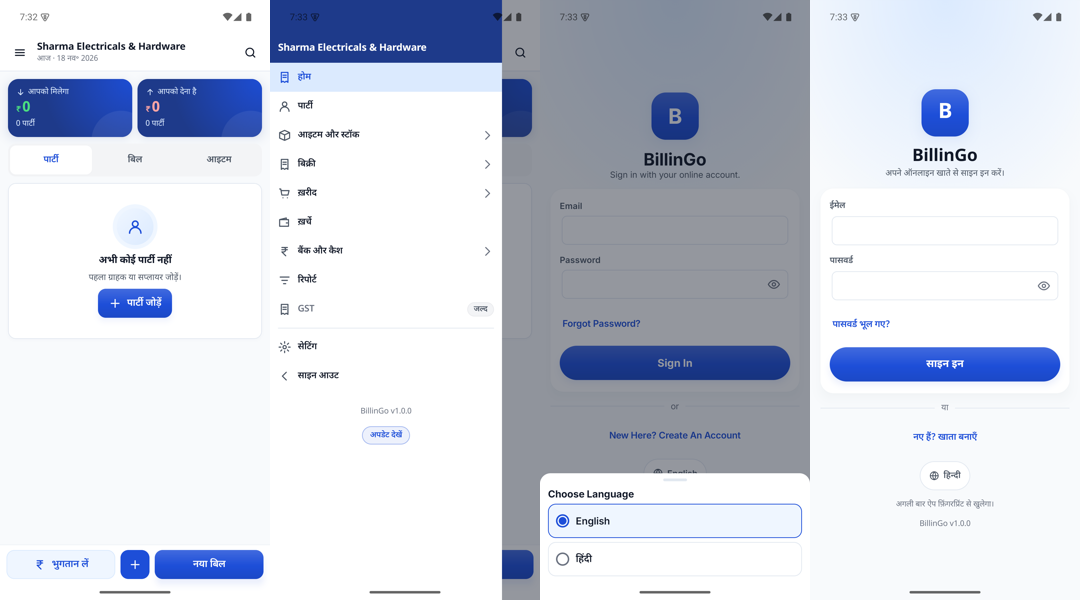 7:32
Sharma Electricals & Hardware
आज · 18 नव॰ 2026
↓ आपको मिलेगा
₹0
0 पार्टी
↑ आपको देना है
₹0
0 पार्टी
पार्टी
बिल
आइटम
अभी कोई पार्टी नहीं
पहला ग्राहक या सप्लायर जोड़ें।
+ पार्टी जोड़ें
₹ भुगतान लें
+
नया बिल
7:33
Sharma Electricals & Hardware
होम
पार्टी
आइटम और स्टॉक
बिक्री
ख़रीद
ख़र्चे
₹ बैंक और कैश
रिपोर्ट
GST
जल्द
सेटिंग
साइन आउट
BillinGo v1.0.0
अपडेट देखें
7:33
B
BillinGo
Sign in with your online account.
Email
Password
Forgot Password?
Sign In
or
New Here? Create An Account
English
Choose Language
English
हिंदी
7:33
B
BillinGo
अपने ऑनलाइन खाते से साइन इन करें।
ईमेल
पासवर्ड
पासवर्ड भूल गए?
साइन इन
या
नए हैं? खाता बनाएँ
हिन्दी
अगली बार ऐप फ़िंगरप्रिंट से खुलेगा।
BillinGo v1.0.0